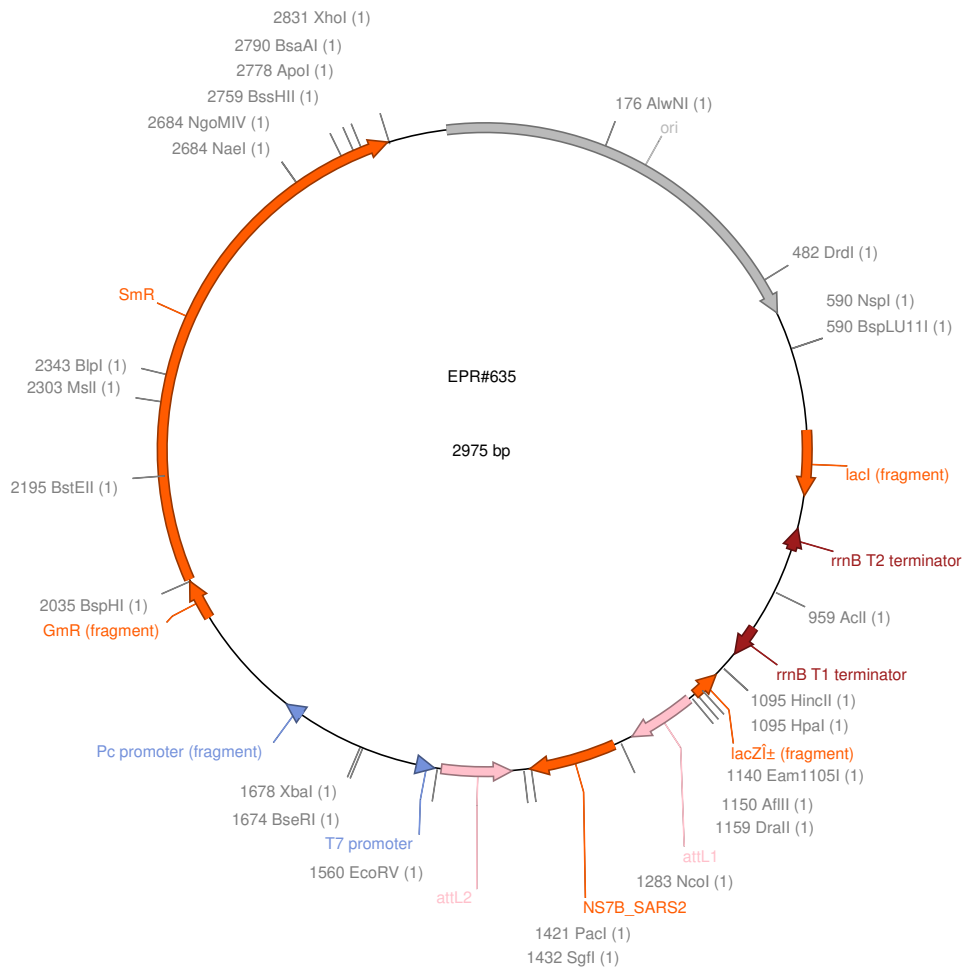 2831 XhoI (1)
2790 BsaAI (1)
2778 ApoI (1)
2759 BssHII (1)
2684 NgoMIV (1)
2684 NaeI (1)
176 AlwNI (1)
ori
482 DrdI (1)
590 NspI (1)
590 BspLU11I (1)
SmR
2343 BlpI (1)
2303 MslI (1)
2195 BstEII (1)
EPR#635
2975 bp
lacI (fragment)
rrnB T2 terminator
959 AclI (1)
rrnB T1 terminator
1095 HincII (1)
1095 HpaI (1)
lacZÎ± (fragment)
1140 Eam1105I (1)
1150 AflII (1)
1159 DraII (1)
attL1
1283 NcoI (1)
NS7B_SARS2
1421 PacI (1)
1432 SgfI (1)
2035 BspHI (1)
GmR (fragment)
Pc promoter (fragment)
1678 XbaI (1)
1674 BseRI (1)
T7 promoter
1560 EcoRV (1)
attL2